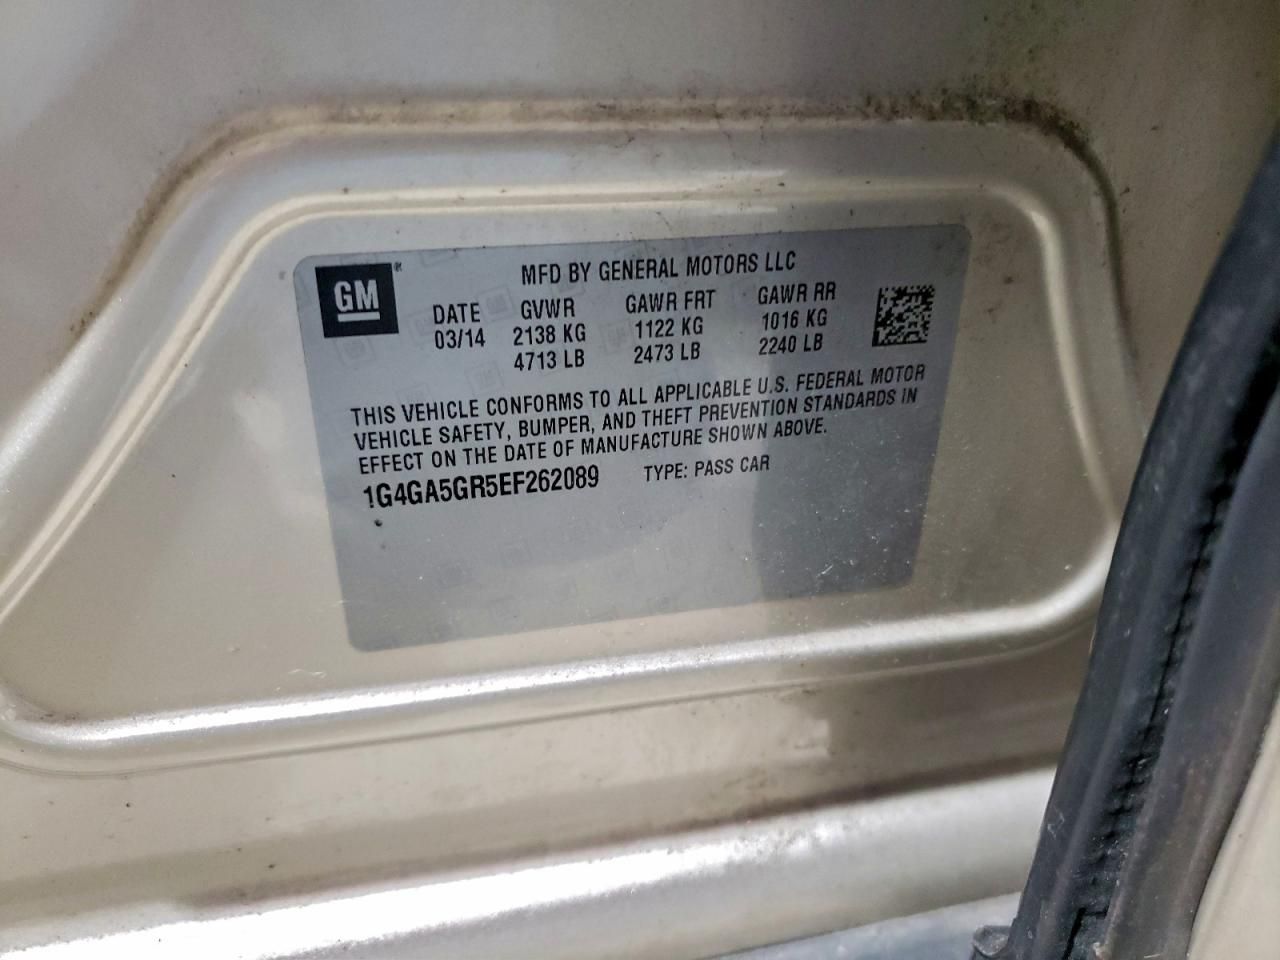 GM®
MFD BY GENERAL MOTORS LLC
DATE GVWR GAWR FRT GAWR RR
03/14 2138 KG 1122 KG 1016 KG
4713 LB 2473 LB 2240 LB
THIS VEHICLE CONFORMS TO ALL APPLICABLE U.S. FEDERAL MOTOR
VEHICLE SAFETY, BUMPER, AND THEFT PREVENTION STANDARDS IN
EFFECT ON THE DATE OF MANUFACTURE SHOWN ABOVE.
1G4GA5GR5EF262089 TYPE: PASS CAR